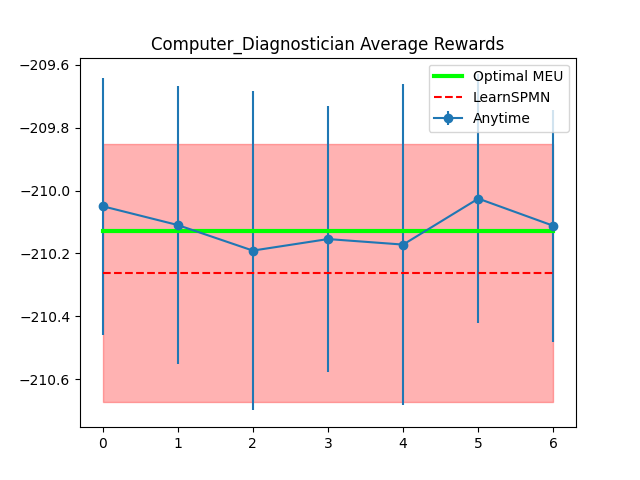 Computer_Diagnostician Average Rewards
−209.6
−209.8
−210.0
−210.2
−210.4
−210.6
Optimal MEU
LearnSPMN
Anytime
0 1 2 3 4 5 6